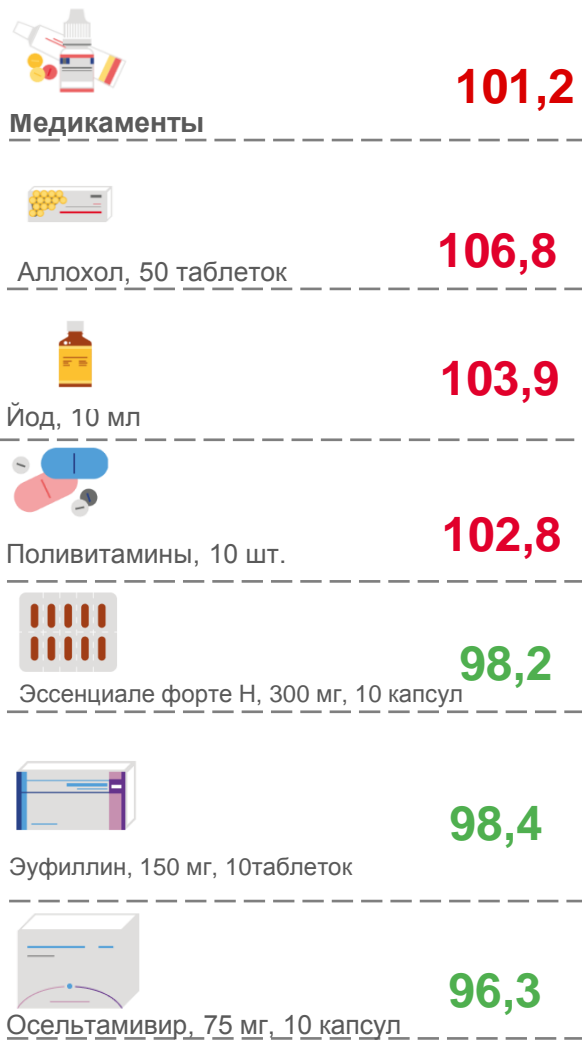 101,2
Медикаменты
106,8
Аллохол, 50 таблеток
103,9
Йод, 10 мл
102,8
Поливитамины, 10 шт.
98,2
Эссенциале форте Н, 300 мг, 10 капсул
98,4
Эуфиллин, 150 мг, 10таблеток
96,3
Осельтамивир, 75 мг, 10 капсул